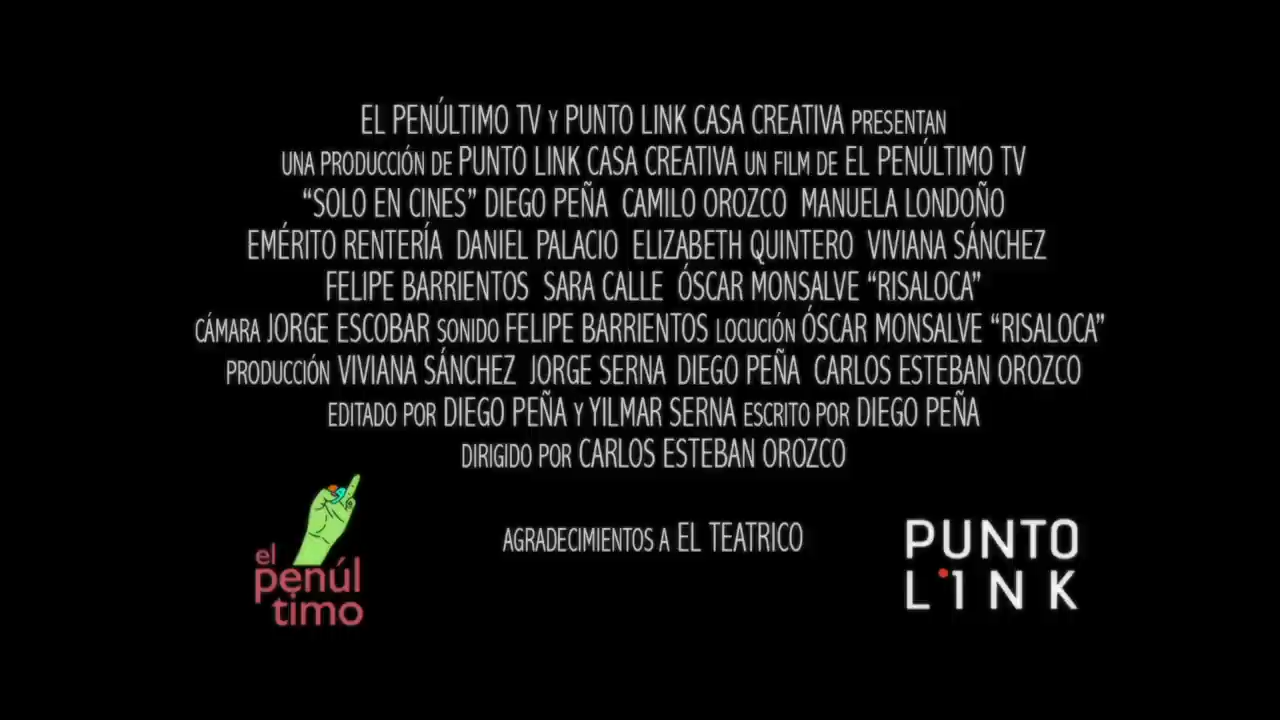 EL PENÚLTIMO TV Y PUNTO LINK CASA CREATIVA PRESENTAN
UNA PRODUCCIÓN DE PUNTO LINK CASA CREATIVA UN FILM DE EL PENÚLTIMO TV
“SOLO EN CINES” DIEGO PEÑA CAMILO OROZCO MANUELA LONDOÑO
EMÉRITO RENTERÍA DANIEL PALACIO ELIZABETH QUINTERO VIVIANA SÁNCHEZ
FELIPE BARRIENTOS SARA CALLE ÓSCAR MONSALVE “RISALOCA”
CÁMARA JORGE ESCOBAR SONIDO FELIPE BARRIENTOS LOCUCIÓN ÓSCAR MONSALVE “RISALOCA”
PRODUCCIÓN VIVIANA SÁNCHEZ JORGE SERNA DIEGO PEÑA CARLOS ESTEBAN OROZCO
EDITADO POR DIEGO PEÑA Y YILMAR SERNA ESCRITO POR DIEGO PEÑA
DIRIGIDO POR CARLOS ESTEBAN OROZCO
el
penúl
timo
AGRADECIMIENTOS A EL TEATRICO
PUNTO
LINK